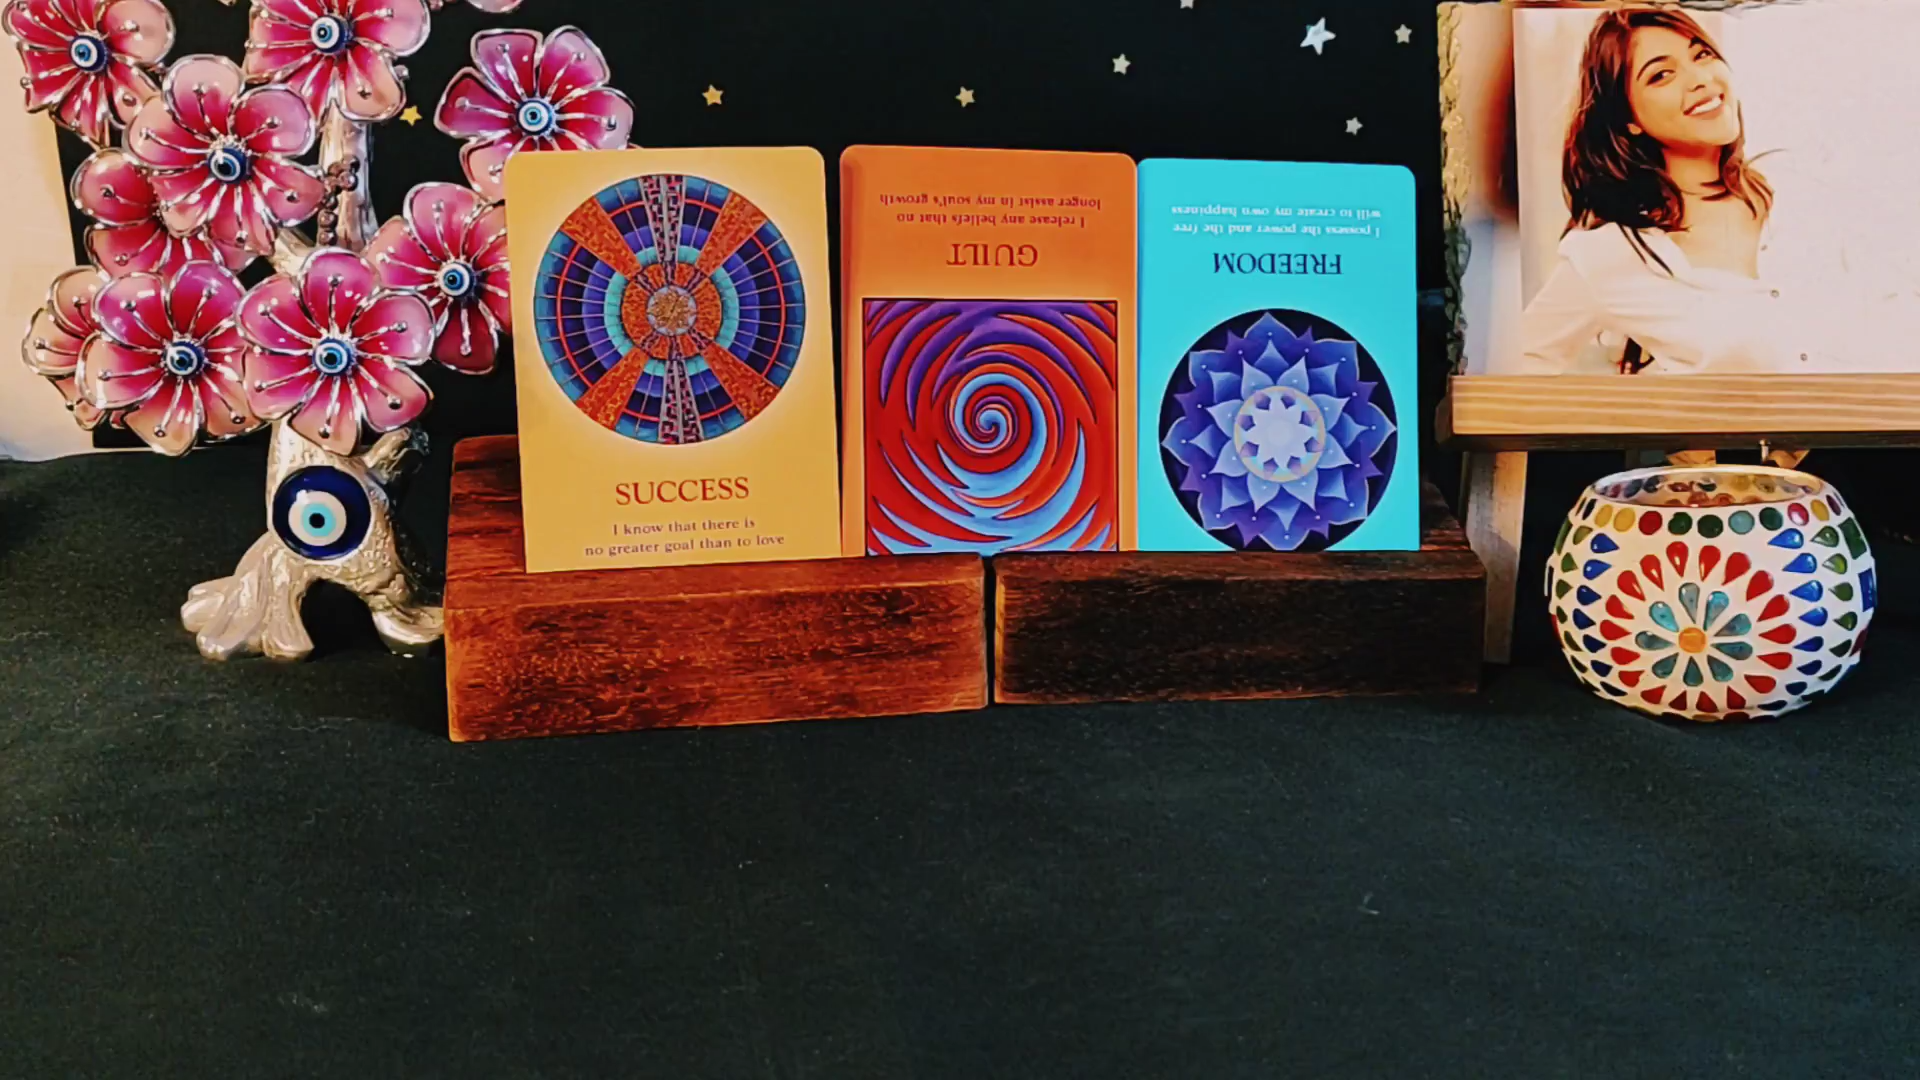 SUCCESS
I know that there is
no greater goal than to love
GUILT
I release any beliefs that no
longer assist in my soul's growth
FREEDOM
I possess the power and the free
will to create my own happiness